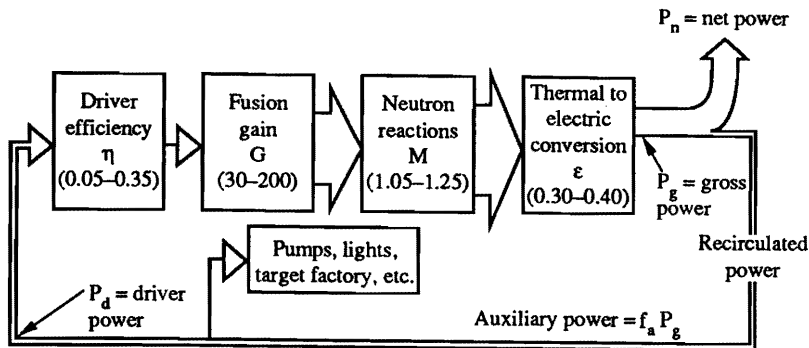 P_n = net power
Driver
efficiency
η
(0.05–0.35)
Fusion
gain
G
(30–200)
Neutron
reactions
M
(1.05–1.25)
Thermal to
electric
conversion
ε
(0.30–0.40)
P_g = gross
power
Recirculated
power
Pumps, lights,
target factory, etc.
P_d = driver
power
Auxiliary power = f_a P_g